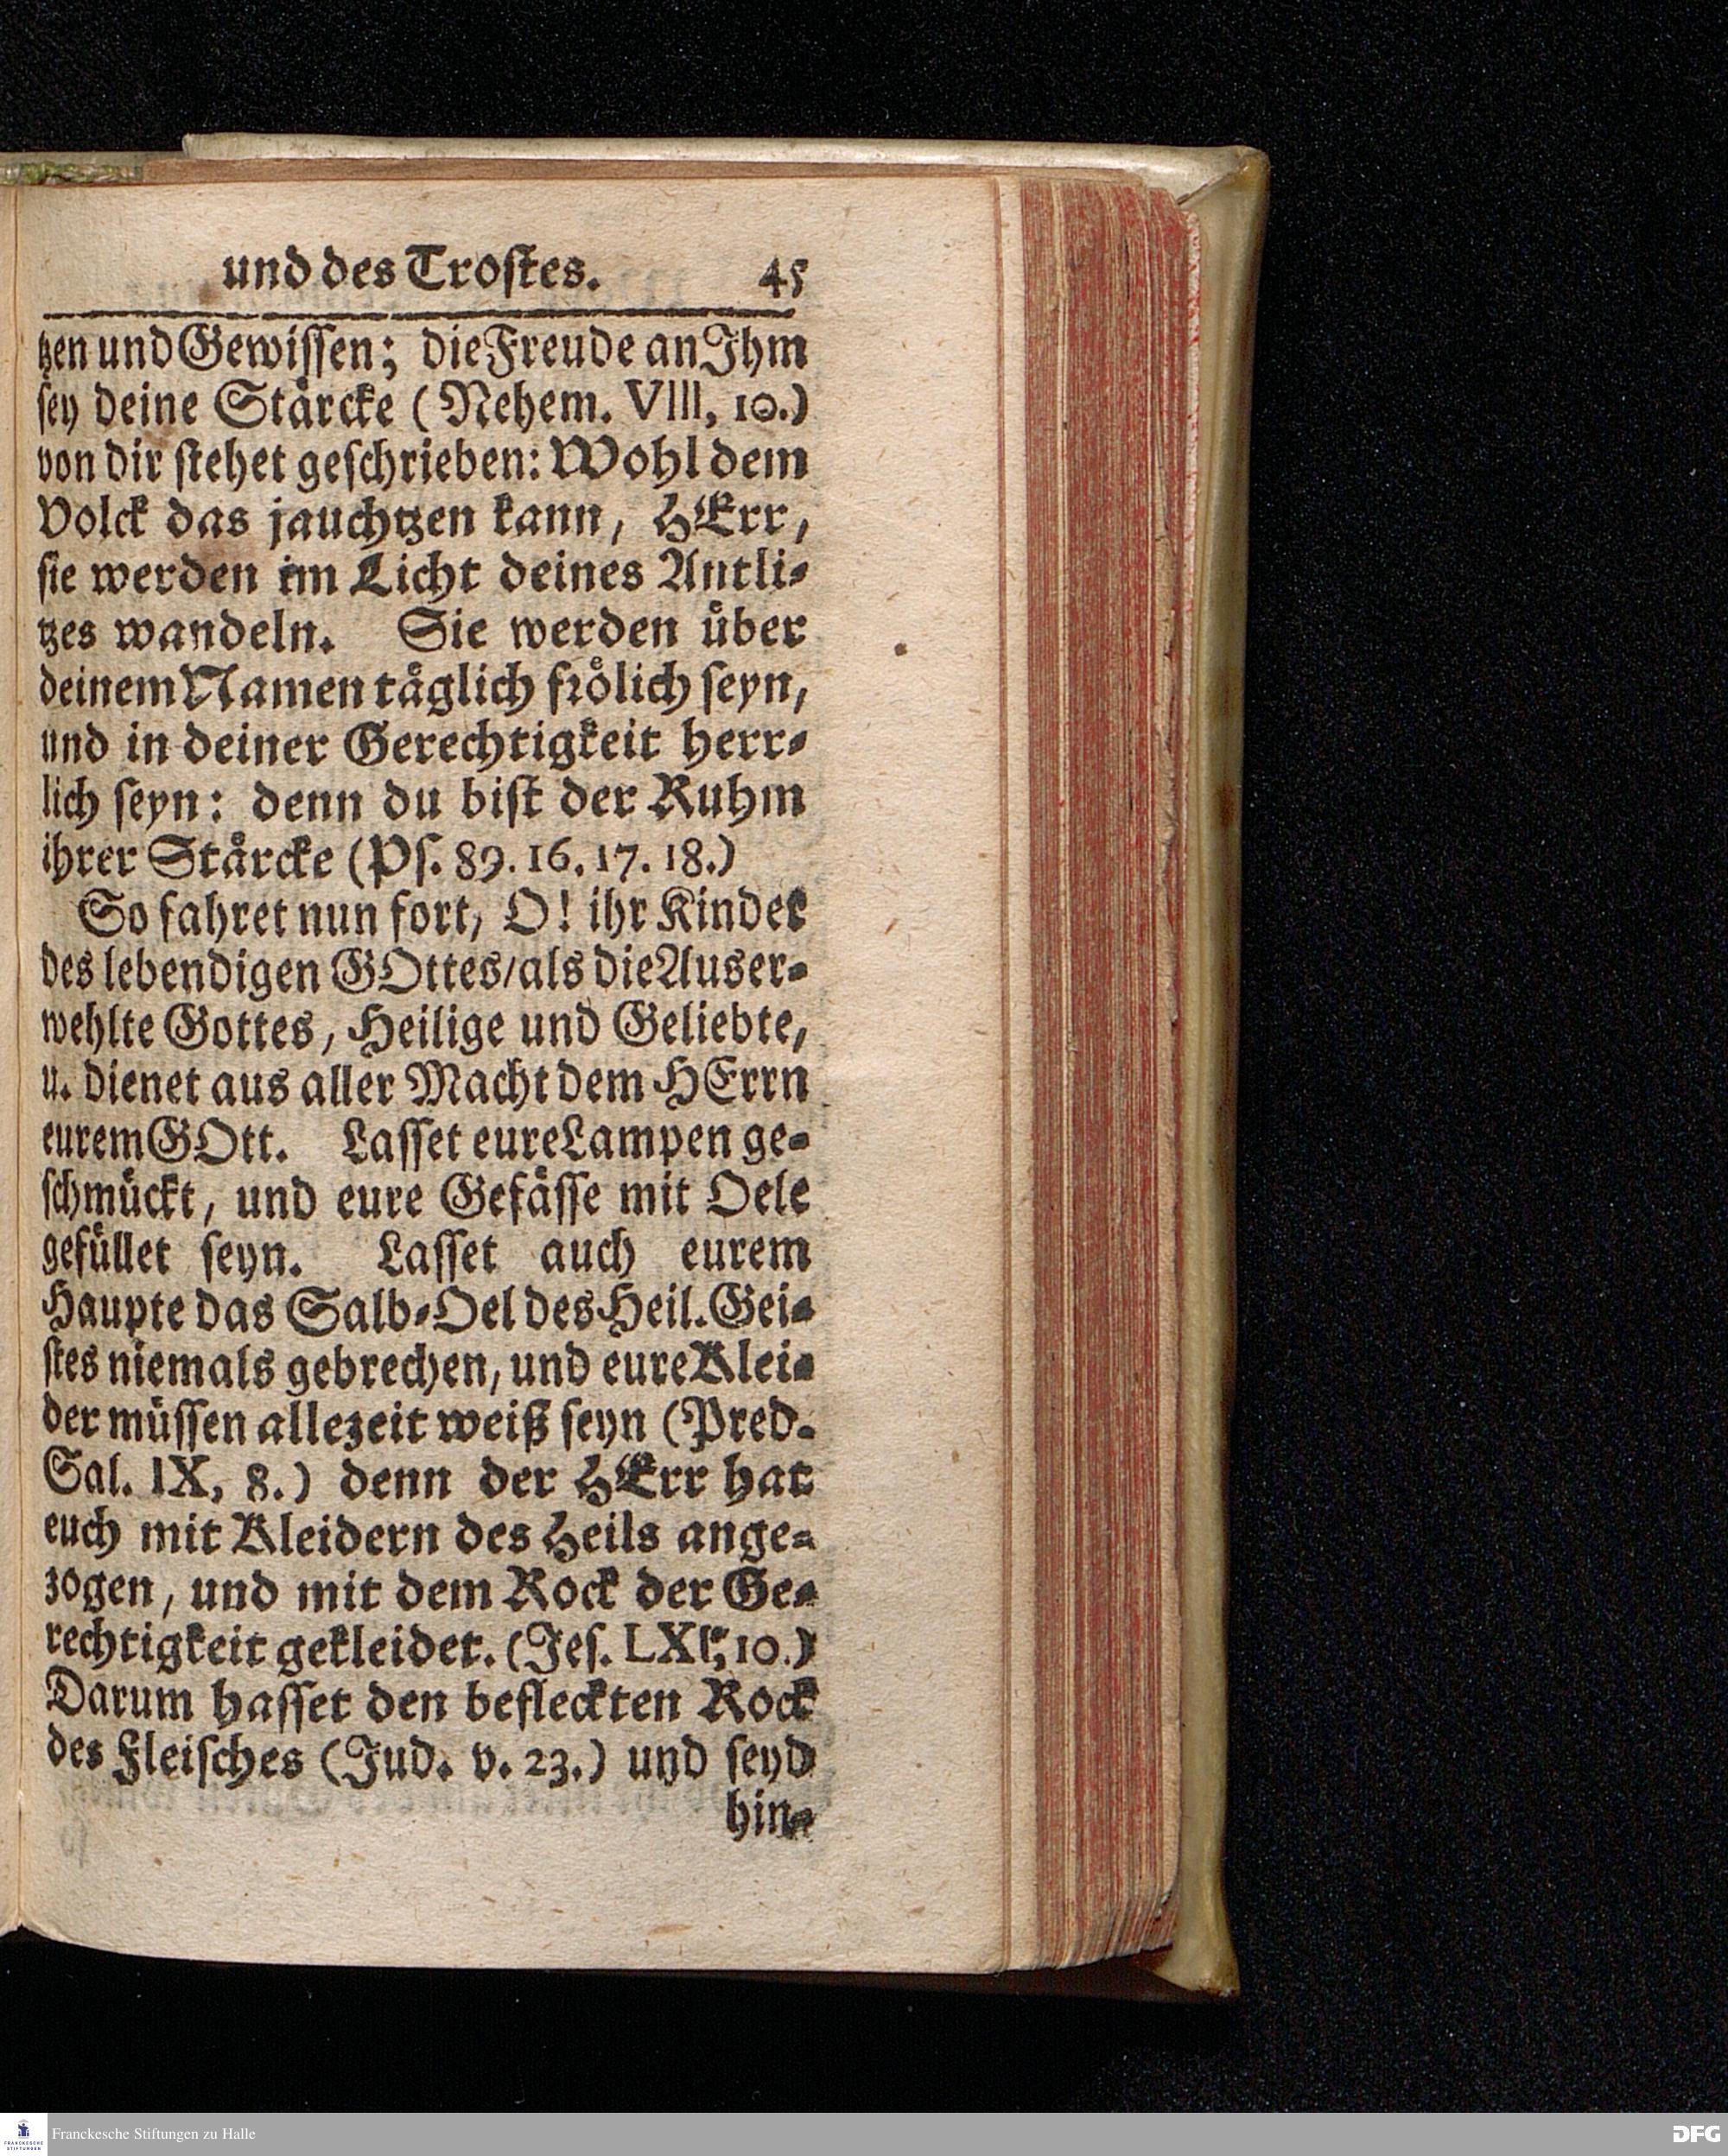 und des Trostes. 45
tzen und Gewissen; die Freude an Ihm
sey deine Stärcke (Nehem. VIII, 10.)
von dir stehet geschrieben: Wohl dem
Volck das jauchtzen kann, HErr,
sie werden im Licht deines Antli-
tzes wandeln. Sie werden über
deinem Namen täglich frölich seyn,
und in deiner Gerechtigkeit herr-
lich seyn: denn du bist der Ruhm
ihrer Stärcke (Ps. 89. 16. 17. 18.)
So fahret nun fort, O! ihr Kinder
des lebendigen GOttes/als die Auser-
wehlte Gottes, Heilige und Geliebte,
u. dienet aus aller Macht dem HErrn
eurem GOtt. Lasset eure Lampen ge-
schmückt, und eure Gefässe mit Oele
gefüllet seyn. Lasset auch eurem
Haupte das Salb-Oel des Heil. Gei-
stes niemals gebrechen, und eure Klei-
der müssen allezeit weiß seyn (Pred.
Sal. IX, 8.) denn der HErr hat
euch mit Kleidern des Heils ange-
zogen, und mit dem Rock der Ge-
rechtigkeit gekleidet. (Jes. LXI, 10.)
Darum hasset den befleckten Rock
des Fleisches (Jud. v. 23.) und seyd
hin-
FRANCKESCHE STIFTUNGEN
Franckesche Stiftungen zu Halle
DFG